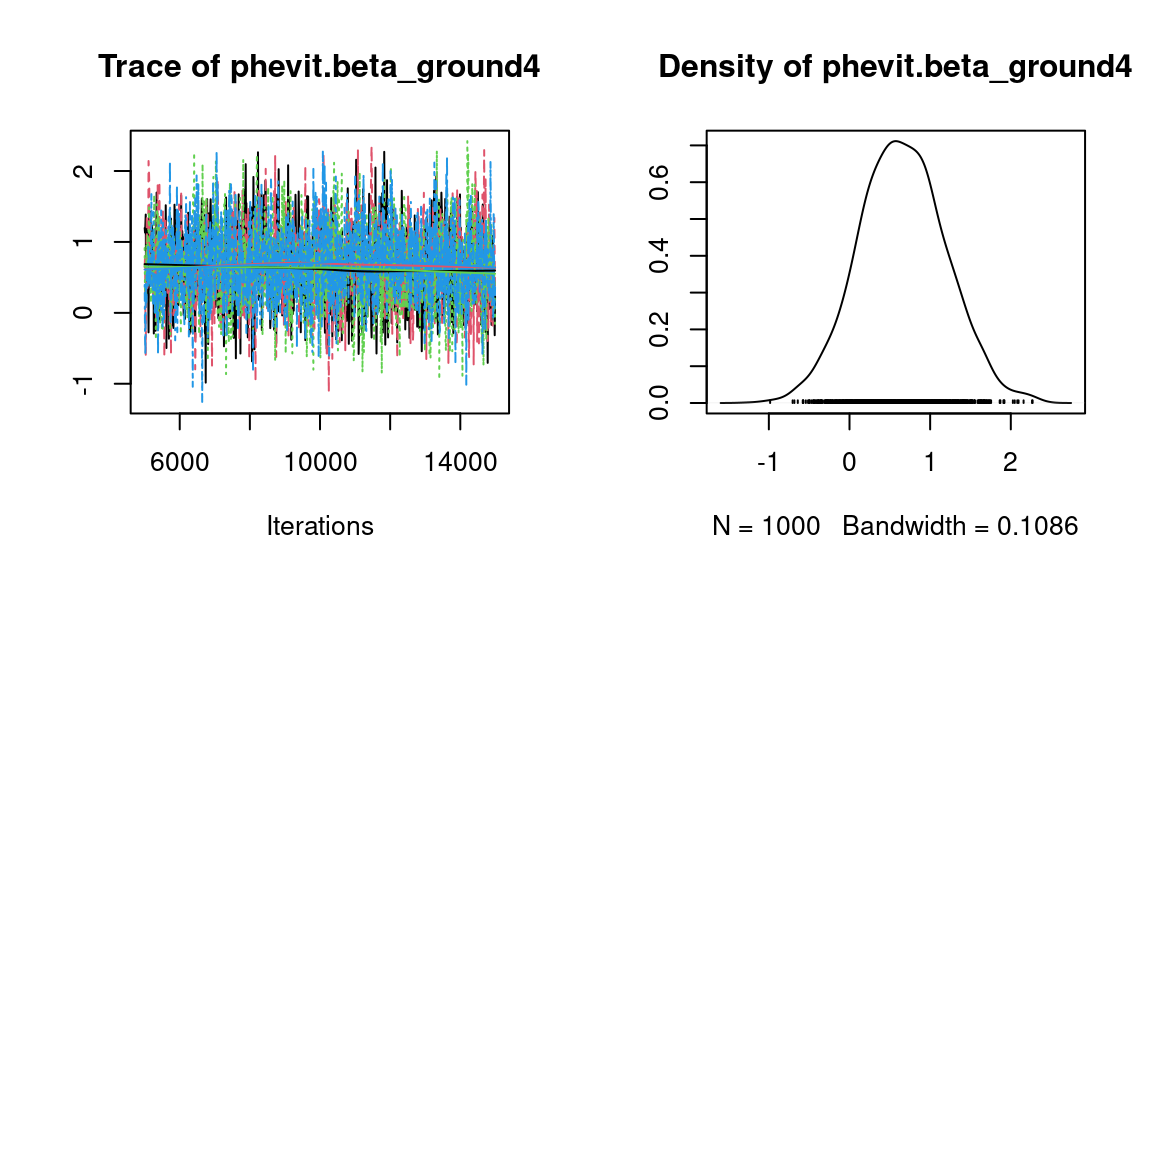 Trace of phevit.beta_ground4
2
1
0
-1
6000 10000 14000
Iterations
Density of phevit.beta_ground4
0.6
0.4
0.2
0.0
-1 0 1 2
N = 1000 Bandwidth = 0.1086